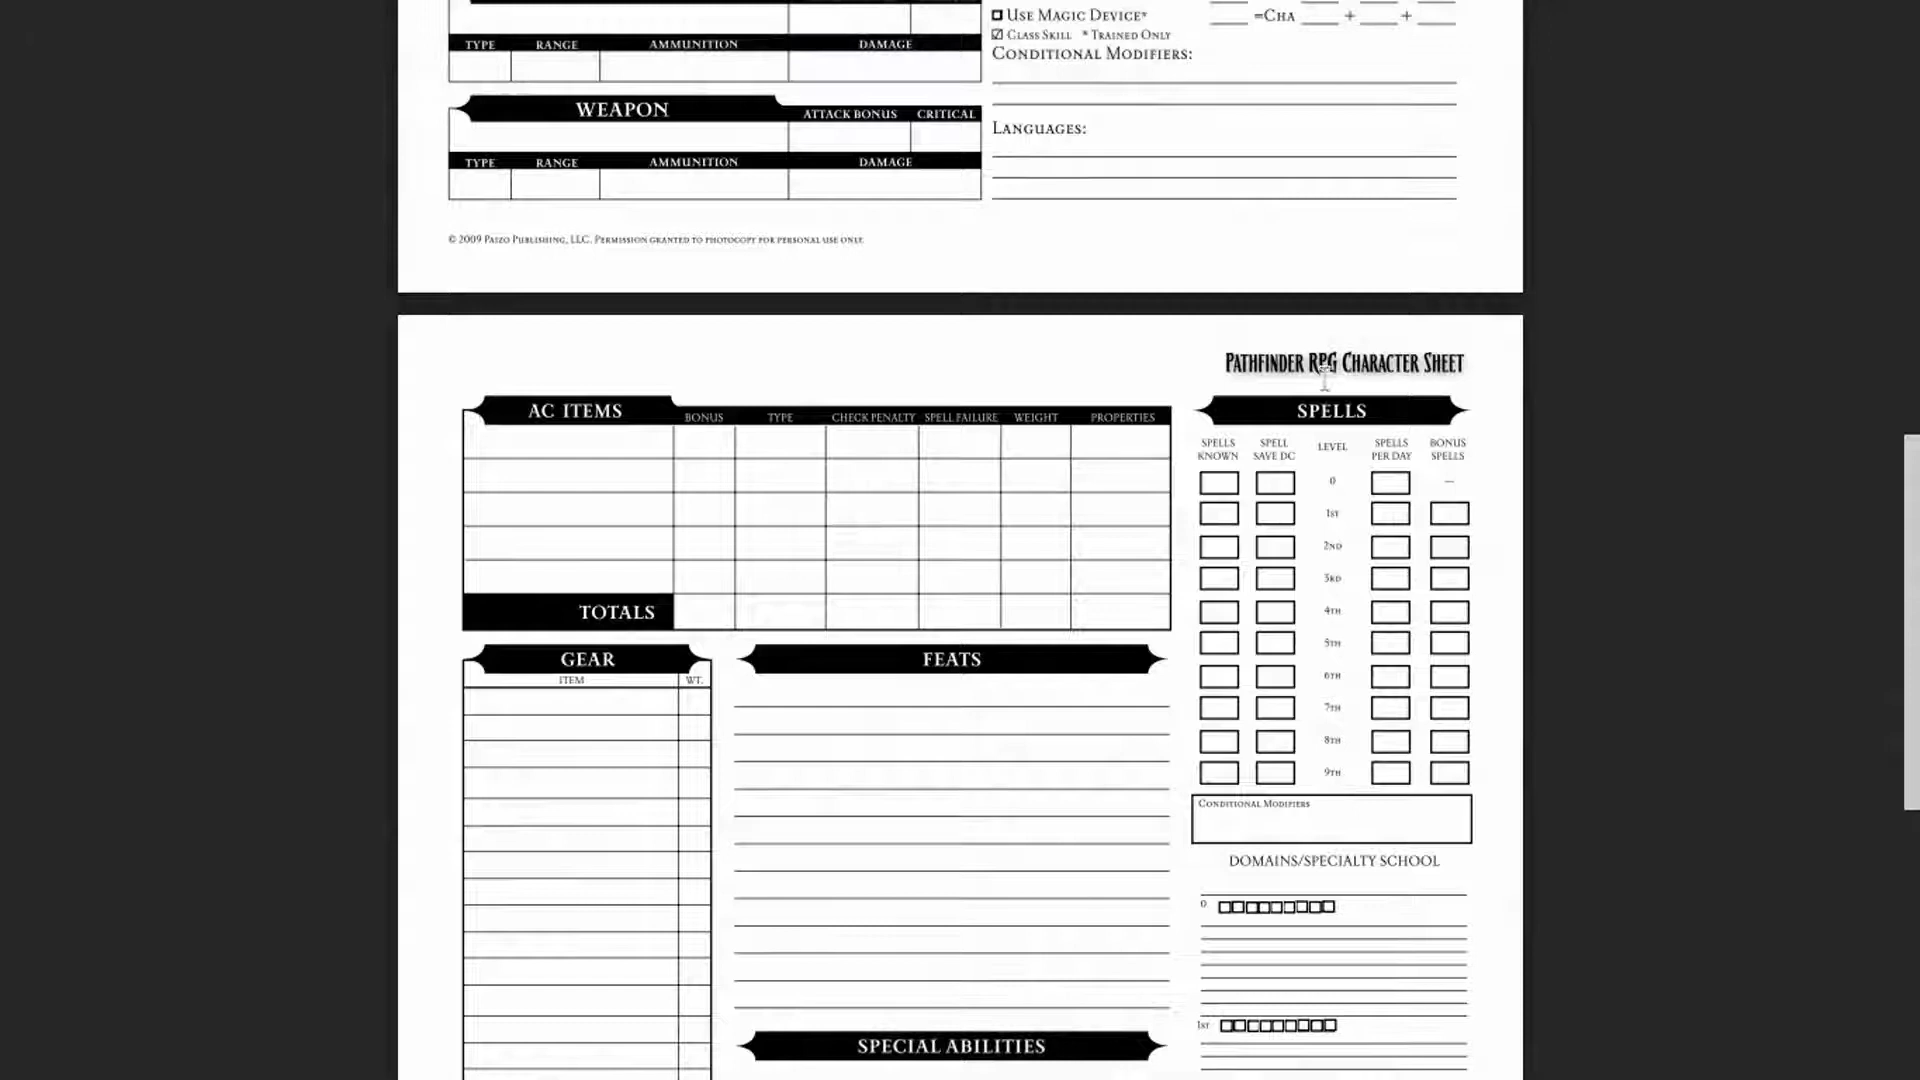 ☐ Use Magic Device* =Cha + +
☑ Class Skill * Trained Only
Conditional Modifiers:
TYPE RANGE AMMUNITION DAMAGE
WEAPON ATTACK BONUS CRITICAL
Languages:
TYPE RANGE AMMUNITION DAMAGE
© 2009 Paizo Publishing, LLC. Permission granted to photocopy for personal use only.
Pathfinder RPG Character Sheet
AC ITEMS BONUS TYPE CHECK PENALTY SPELL FAILURE WEIGHT PROPERTIES
TOTALS
SPELLS
SPELLS KNOWN SPELL SAVE DC LEVEL SPELLS PER DAY BONUS SPELLS
0 —
1st
2nd
3rd
4th
5th
6th
7th
8th
9th
Conditional Modifiers
DOMAINS/SPECIALTY SCHOOL
0
1st
GEAR
ITEM WT.
FEATS
SPECIAL ABILITIES